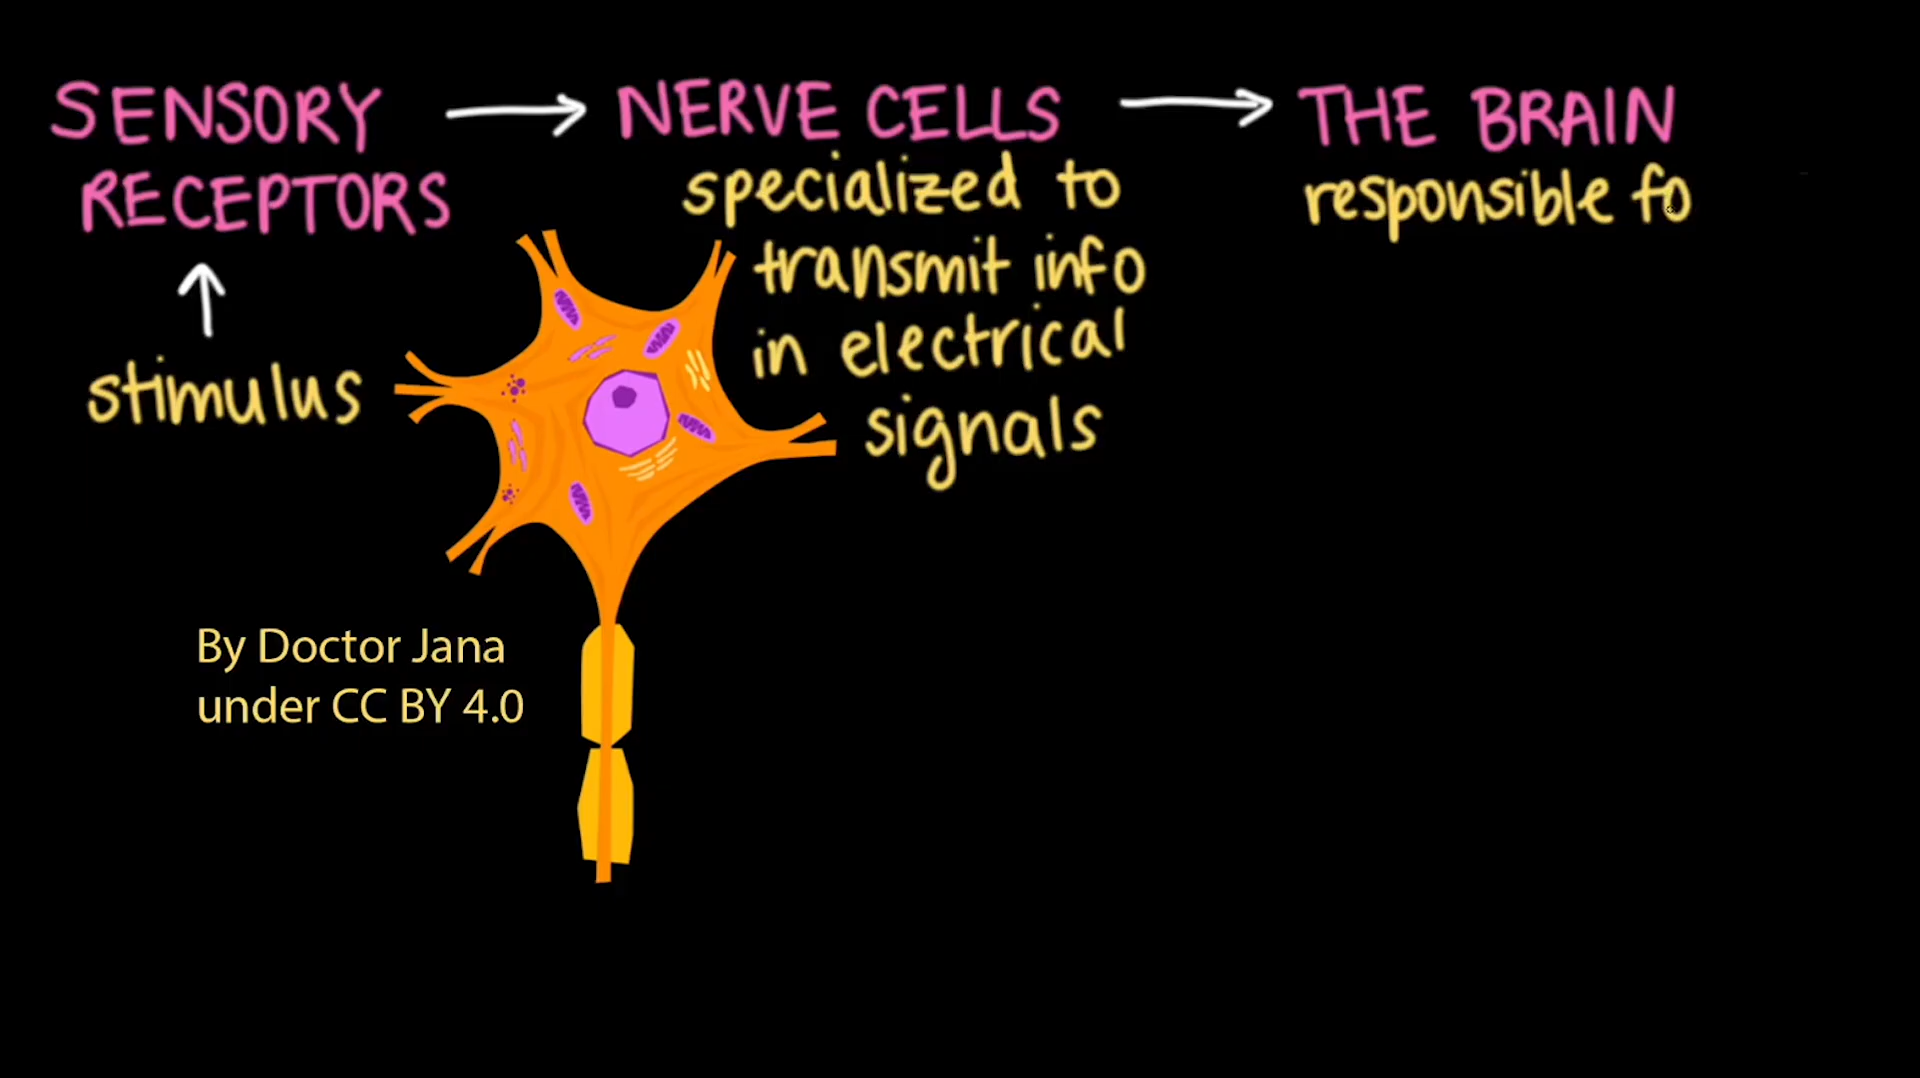 SENSORY
RECEPTORS
stimulus
NERVE CELLS
specialized to
transmit info
in electrical
signals
THE BRAIN
responsible fo
By Doctor Jana
under CC BY 4.0